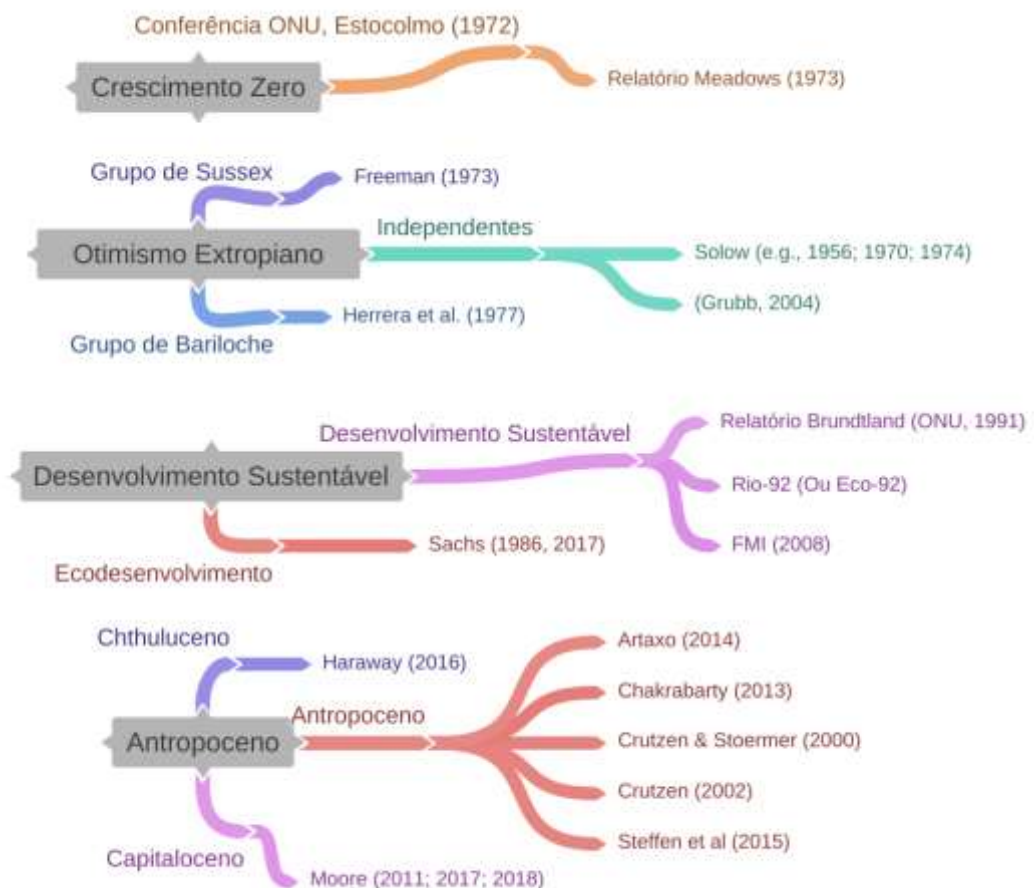 Conferência ONU, Estocolmo (1972)
Crescimento Zero
Relatório Meadows (1973)
Grupo de Sussex
Freeman (1973)
Independentes
Otimismo Extropiano
Solow (e.g., 1956; 1970; 1974)
(Grubb, 2004)
Herrera et al. (1977)
Grupo de Bariloche
Relatório Brundtland (ONU, 1991)
Desenvolvimento Sustentável
Desenvolvimento Sustentável
Rio-92 (Ou Eco-92)
FMI (2008)
Sachs (1986, 2017)
Ecodesenvolvimento
Chthuluceno
Haraway (2016)
Artaxo (2014)
Chakrabarty (2013)
Antropoceno
Antropoceno
Crutzen & Stoermer (2000)
Crutzen (2002)
Steffen et al (2015)
Capitaloceno
Moore (2011; 2017; 2018)